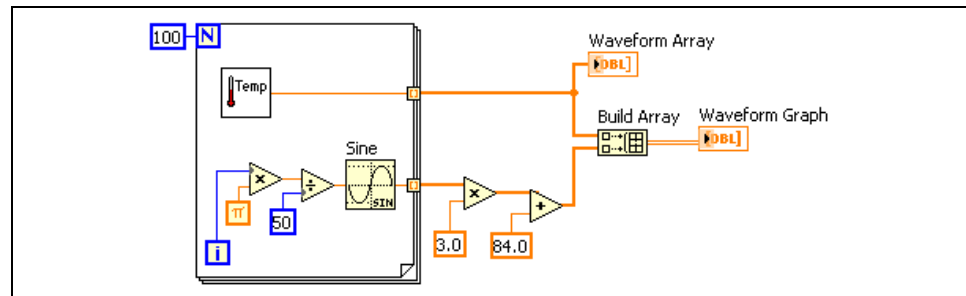 100
N
Temp
Waveform Array
DBL]
Build Array
Waveform Graph
DBL]
Sine
SIN
×
÷
π
50
i
×
+
3.0
84.0